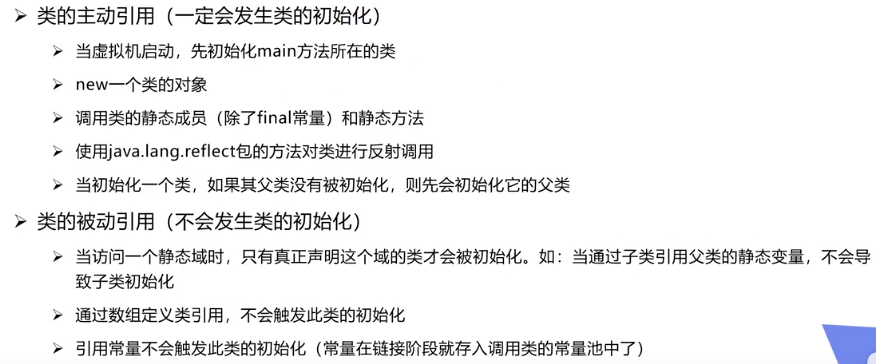 类的主动引用（一定会发生类的初始化）
当虚拟机启动，先初始化main方法所在的类
new一个类的对象
调用类的静态成员（除了final常量）和静态方法
使用java.lang.reflect包的方法对类进行反射调用
当初始化一个类，如果其父类没有被初始化，则先会初始化它的父类
类的被动引用（不会发生类的初始化）
当访问一个静态域时，只有真正声明这个域的类才会被初始化。如：当通过子类引用父类的静态变量，不会导
致子类初始化
通过数组定义类引用，不会触发此类的初始化
引用常量不会触发此类的初始化（常量在链接阶段就存入调用类的常量池中了）